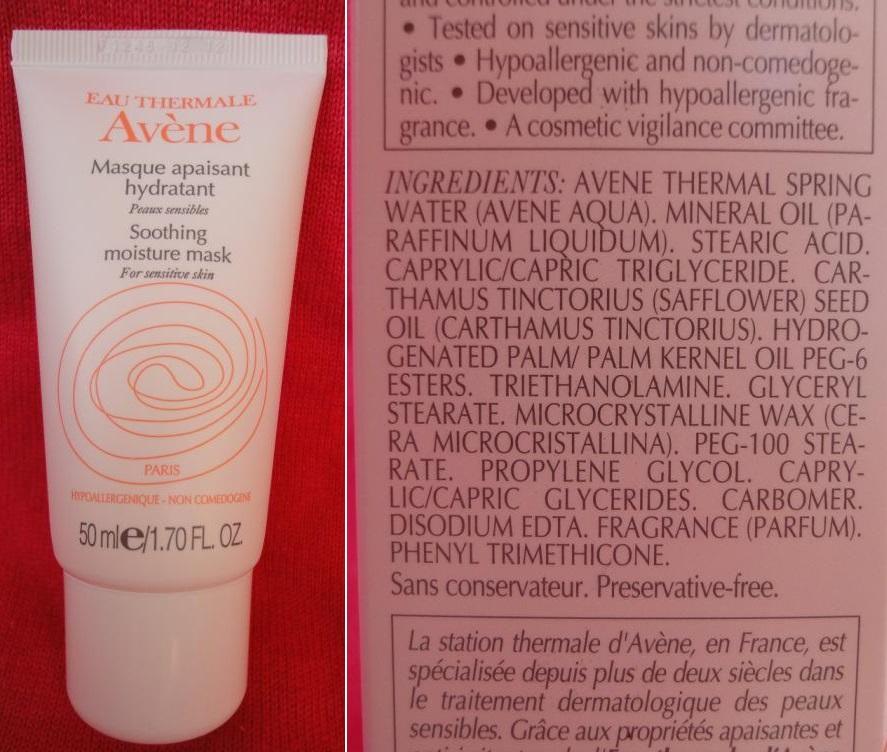 EAU THERMALE
Avène
Masque apaisant
hydratant
Peaux sensibles
Soothing
moisture mask
For sensitive skin
PARIS
HYPOALLERGENIQUE - NON COMEDOGENE
50 ml e/1.70 FL. OZ.
and controlled under the strictest conditions.
• Tested on sensitive skins by dermatolo-
gists • Hypoallergenic and non-comedoge-
nic. • Developed with hypoallergenic fra-
grance. • A cosmetic vigilance committee.
INGREDIENTS: AVENE THERMAL SPRING
WATER (AVENE AQUA). MINERAL OIL (PA-
RAFFINUM LIQUIDUM). STEARIC ACID.
CAPRYLIC/CAPRIC TRIGLYCERIDE. CAR-
THAMUS TINCTORIUS (SAFFLOWER) SEED
OIL (CARTHAMUS TINCTORIUS). HYDRO-
GENATED PALM/ PALM KERNEL OIL PEG-6
ESTERS. TRIETHANOLAMINE. GLYCERYL
STEARATE. MICROCRYSTALLINE WAX (CE-
RA MICROCRISTALLINA). PEG-100 STEA-
RATE. PROPYLENE GLYCOL. CAPRY-
LIC/CAPRIC GLYCERIDES. CARBOMER.
DISODIUM EDTA. FRAGRANCE (PARFUM).
PHENYL TRIMETHICONE.
Sans conservateur. Preservative-free.
La station thermale d'Avène, en France, est
spécialisée depuis plus de deux siècles dans
le traitement dermatologique des peaux
sensibles. Grâce aux propriétés apaisantes et